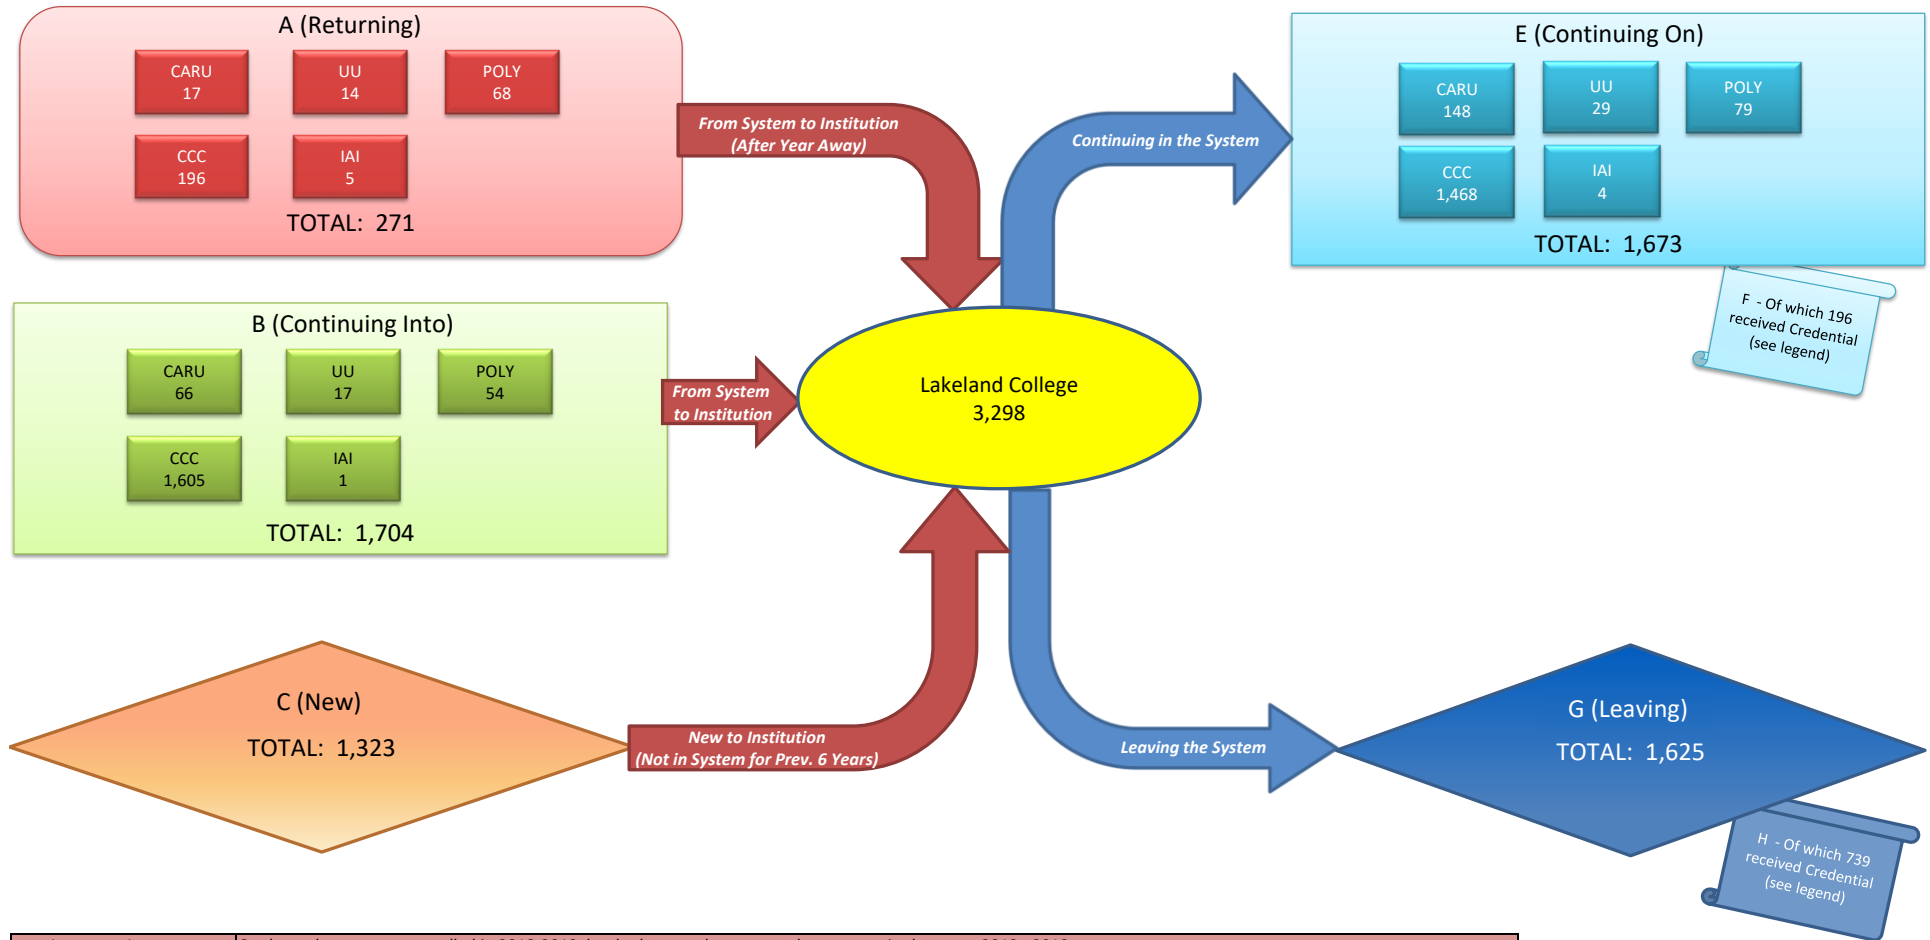 A (Returning)
CARU
17
UU
14
POLY
68
CCC
196
IAI
5
TOTAL: 271
From System to Institution
(After Year Away)
B (Continuing Into)
CARU
66
UU
17
POLY
54
CCC
1,605
IAI
1
TOTAL: 1,704
From System
to Institution
C (New)
TOTAL: 1,323
New to Institution
(Not in System for Prev. 6 Years)
Lakeland College
3,298
Continuing in the System
E (Continuing On)
CARU
148
UU
29
POLY
79
CCC
1,468
IAI
4
TOTAL: 1,673
F - Of which 196
received Credential
(see legend)
Leaving the System
G (Leaving)
TOTAL: 1,625
H - Of which 739
received Credential
(see legend)